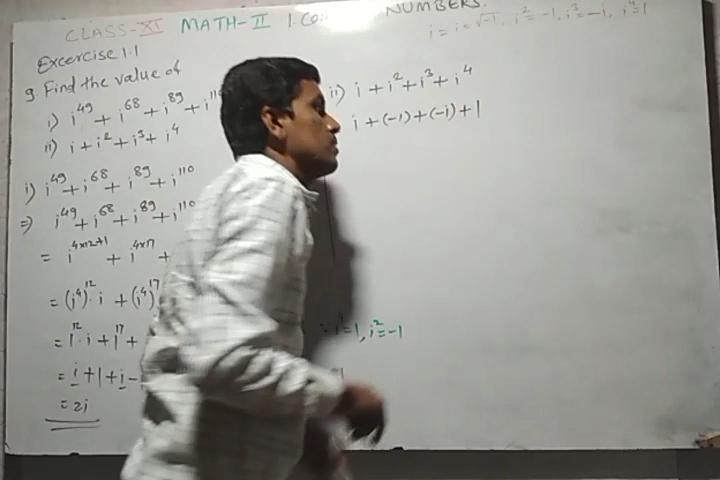 CLASS-XI MATH-II 1. Co NUMBERS.
i = i = √-1, i² = -1, i³ = -i, i⁴ = 1
Excercise 1.1
9 Find the value of
i) i⁴⁹ + i⁶⁸ + i⁸⁹ + i¹¹
ii) i + i² + i³ + i⁴
i) i⁴⁹ + i⁶⁸ + i⁸⁹ + i¹¹⁰
=) i⁴⁹ + i⁶⁸ + i⁸⁹ + i¹¹⁰
= i⁴ˣ¹²⁺¹ + i⁴ˣ¹⁷ +
= (i⁴)¹² · i + (i⁴)¹⁷
= 1¹² · i + 1¹⁷ +
= i + 1 + i -
= 2i
ii) i + i² + i³ + i⁴
i + (-1) + (-i) + 1
= 1, i² = -1